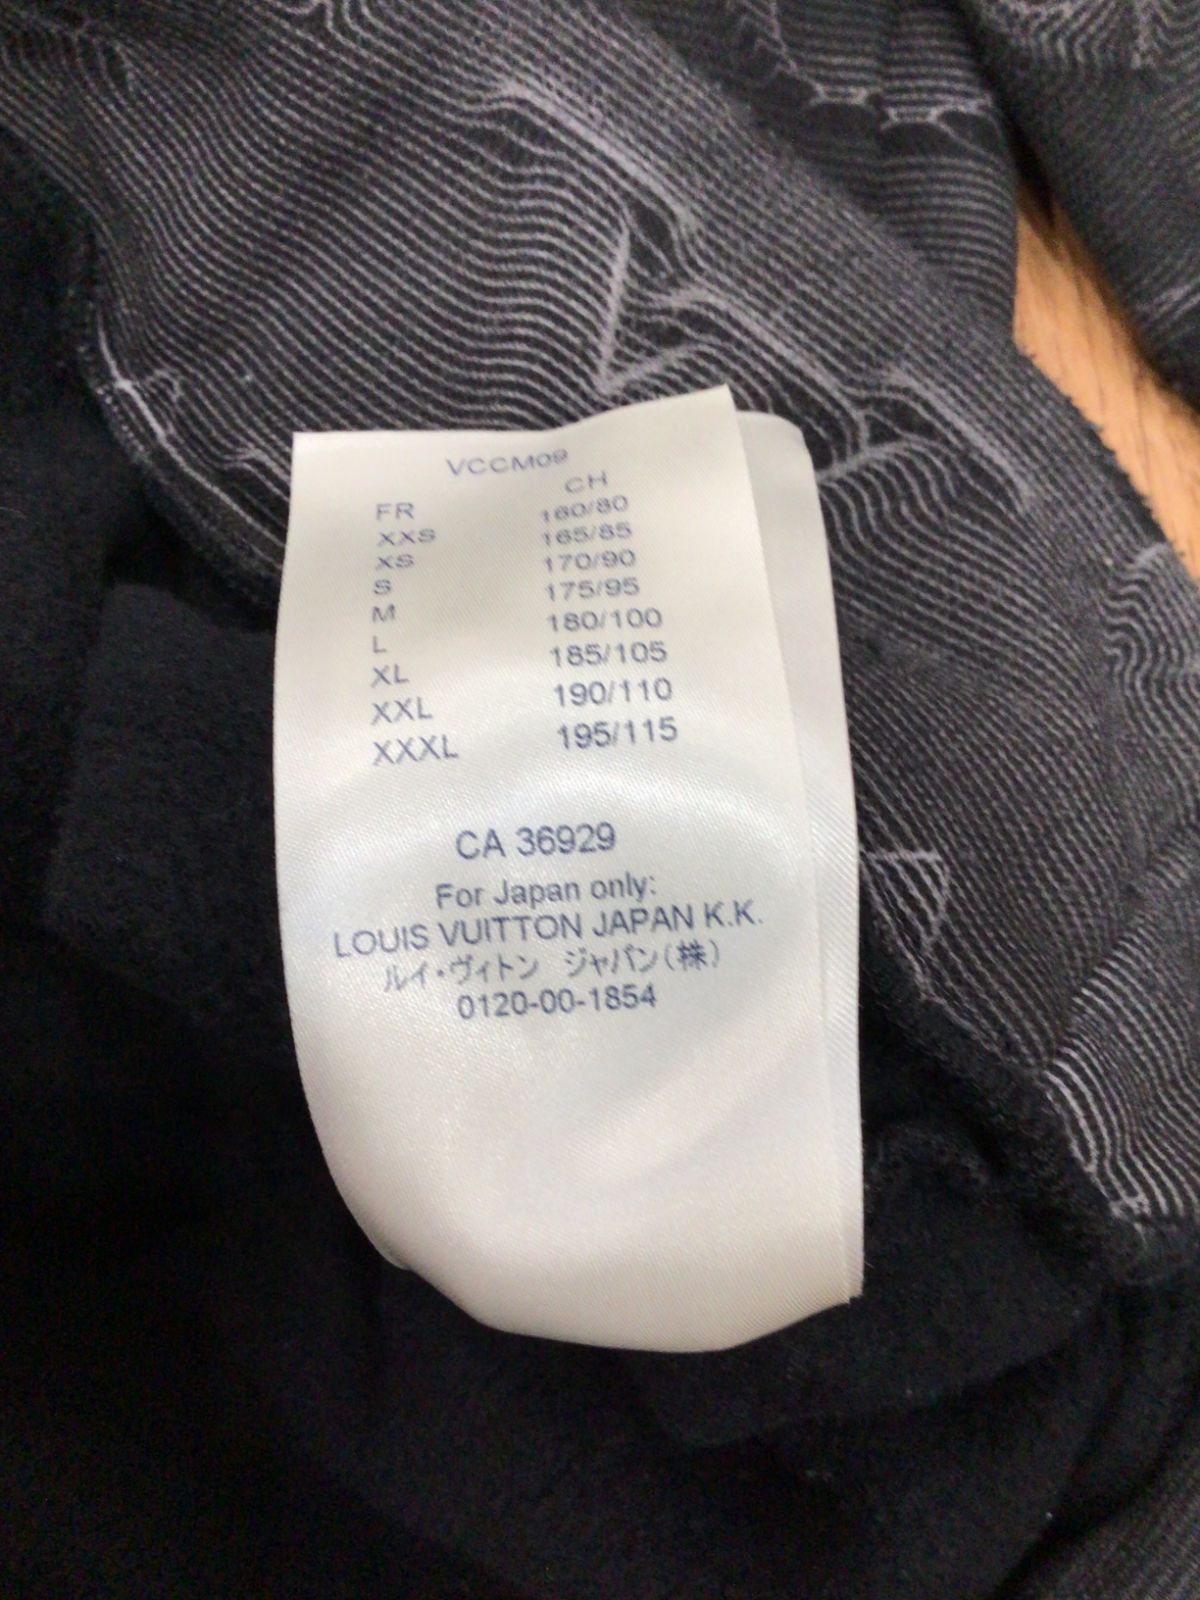 VCCM09
FR CH
XXS 160/80
XS 165/85
S 170/90
M 175/95
L 180/100
XL 185/105
XXL 190/110
XXXL 195/115
CA 36929
For Japan only:
LOUIS VUITTON JAPAN K.K.
ルイ・ヴィトン ジャパン(株)
0120-00-1854